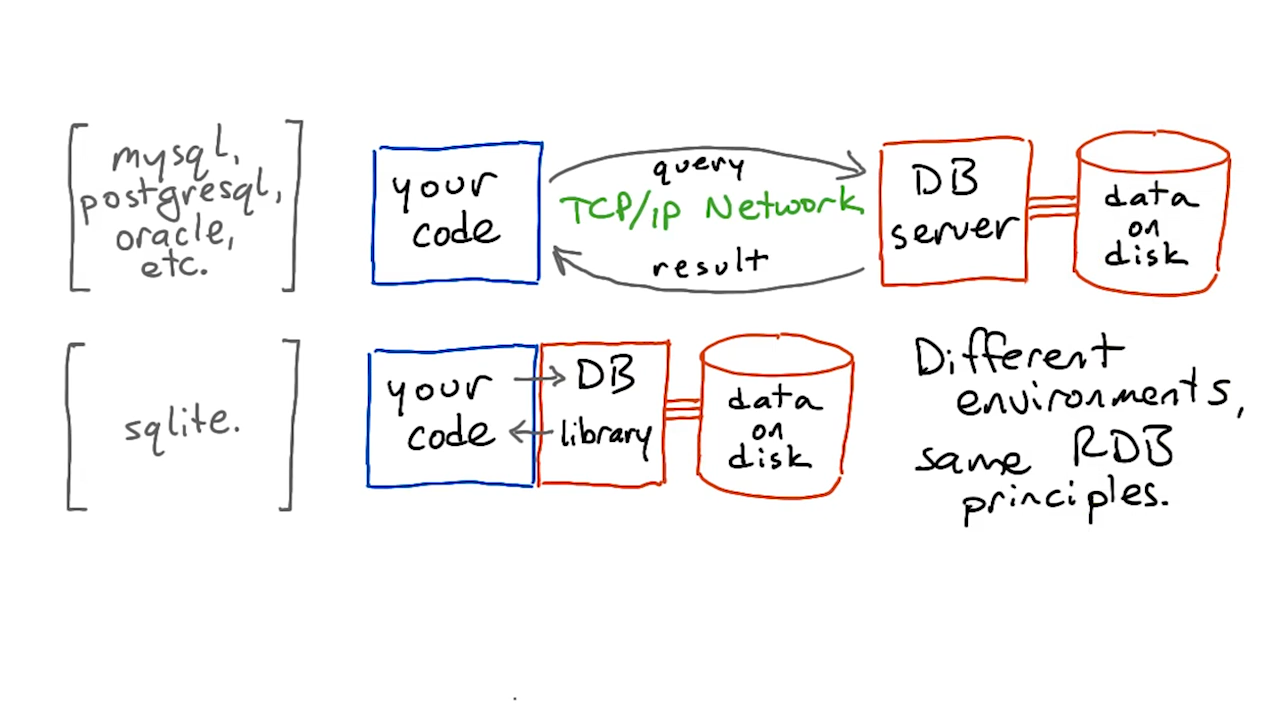 mysql,
postgresql,
oracle,
etc.
your
code
query
TCP/IP Network
result
DB
server
data
on
disk
sqlite.
your
code
DB
library
data
on
disk
Different
environments,
same RDB
principles.